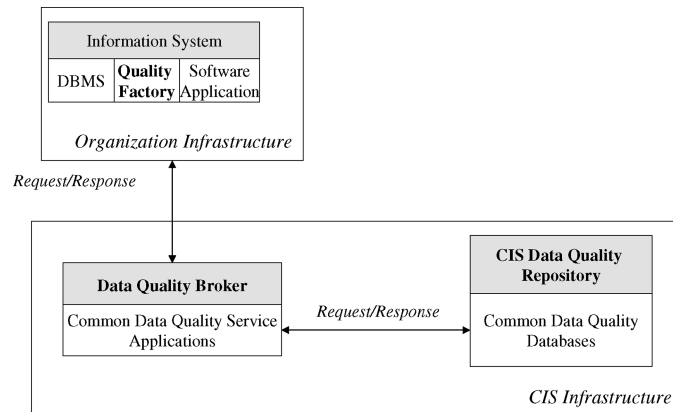 Information System
DBMS
Quality
Factory
Software
Application
Organization Infrastructure
Request/Response
Data Quality Broker
Common Data Quality Service
Applications
Request/Response
CIS Data Quality
Repository
Common Data Quality
Databases
CIS Infrastructure